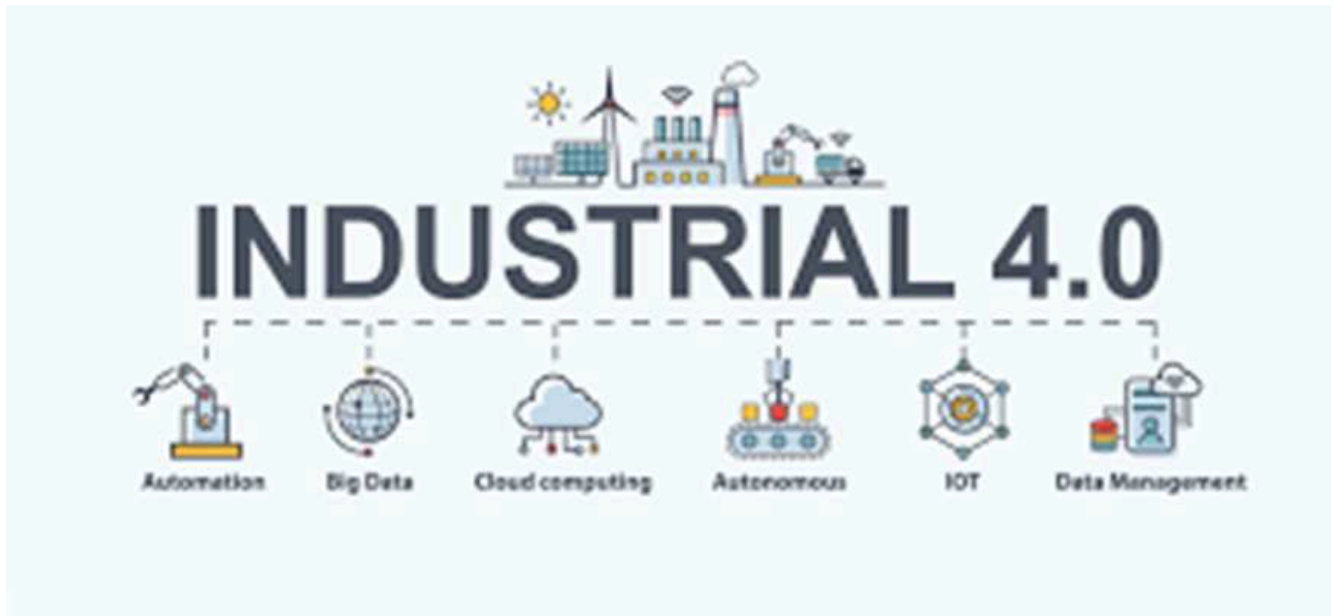 INDUSTRIAL 4.0
Automation
Big Data
Cloud computing
Autonomous
IOT
Data Management